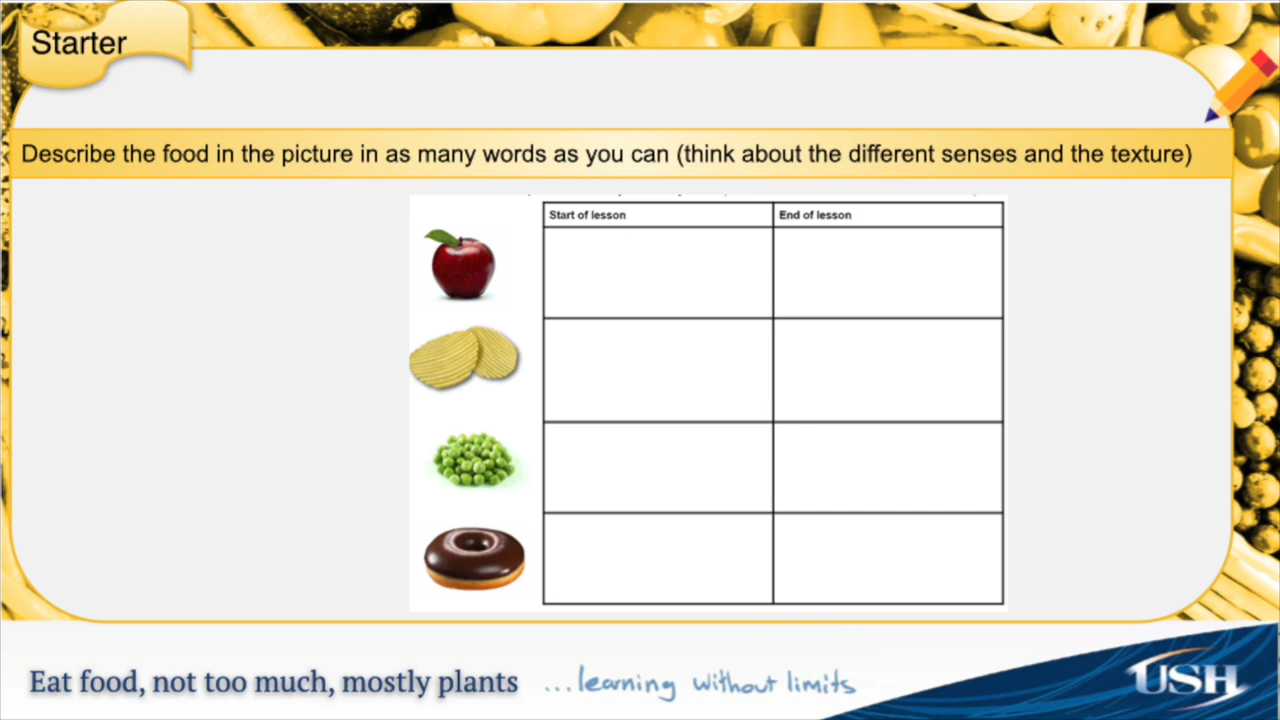 Starter
Describe the food in the picture in as many words as you can (think about the different senses and the texture)
Start of lesson
End of lesson
Eat food, not too much, mostly plants
...learning without limits
USH